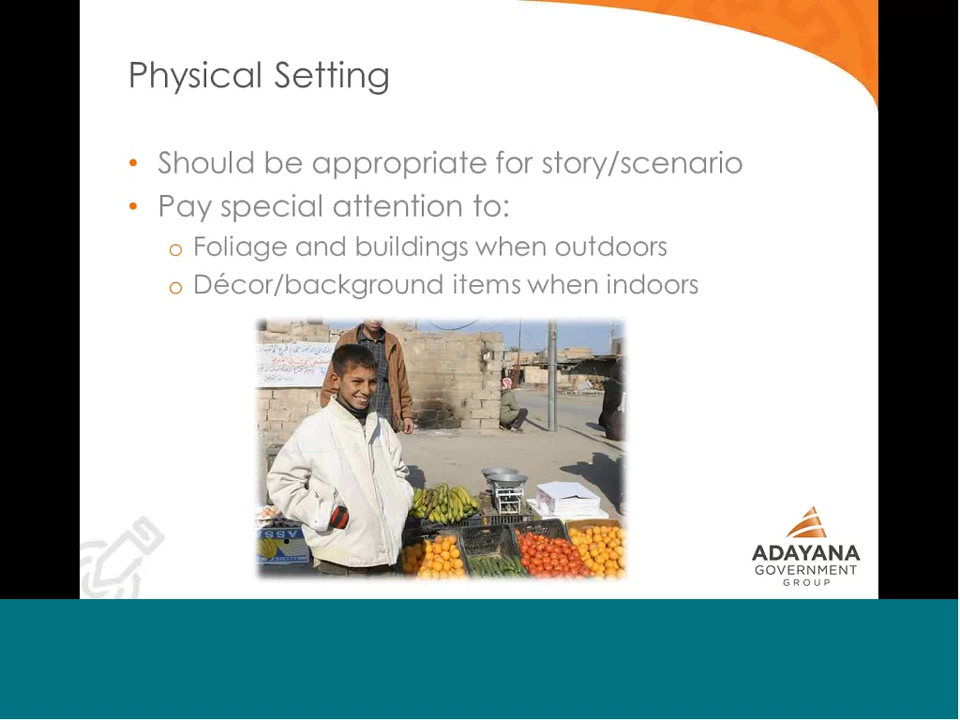 Physical Setting
• Should be appropriate for story/scenario
• Pay special attention to:
o Foliage and buildings when outdoors
o Décor/background items when indoors
ASSA
ADAYANA
GOVERNMENT
GROUP